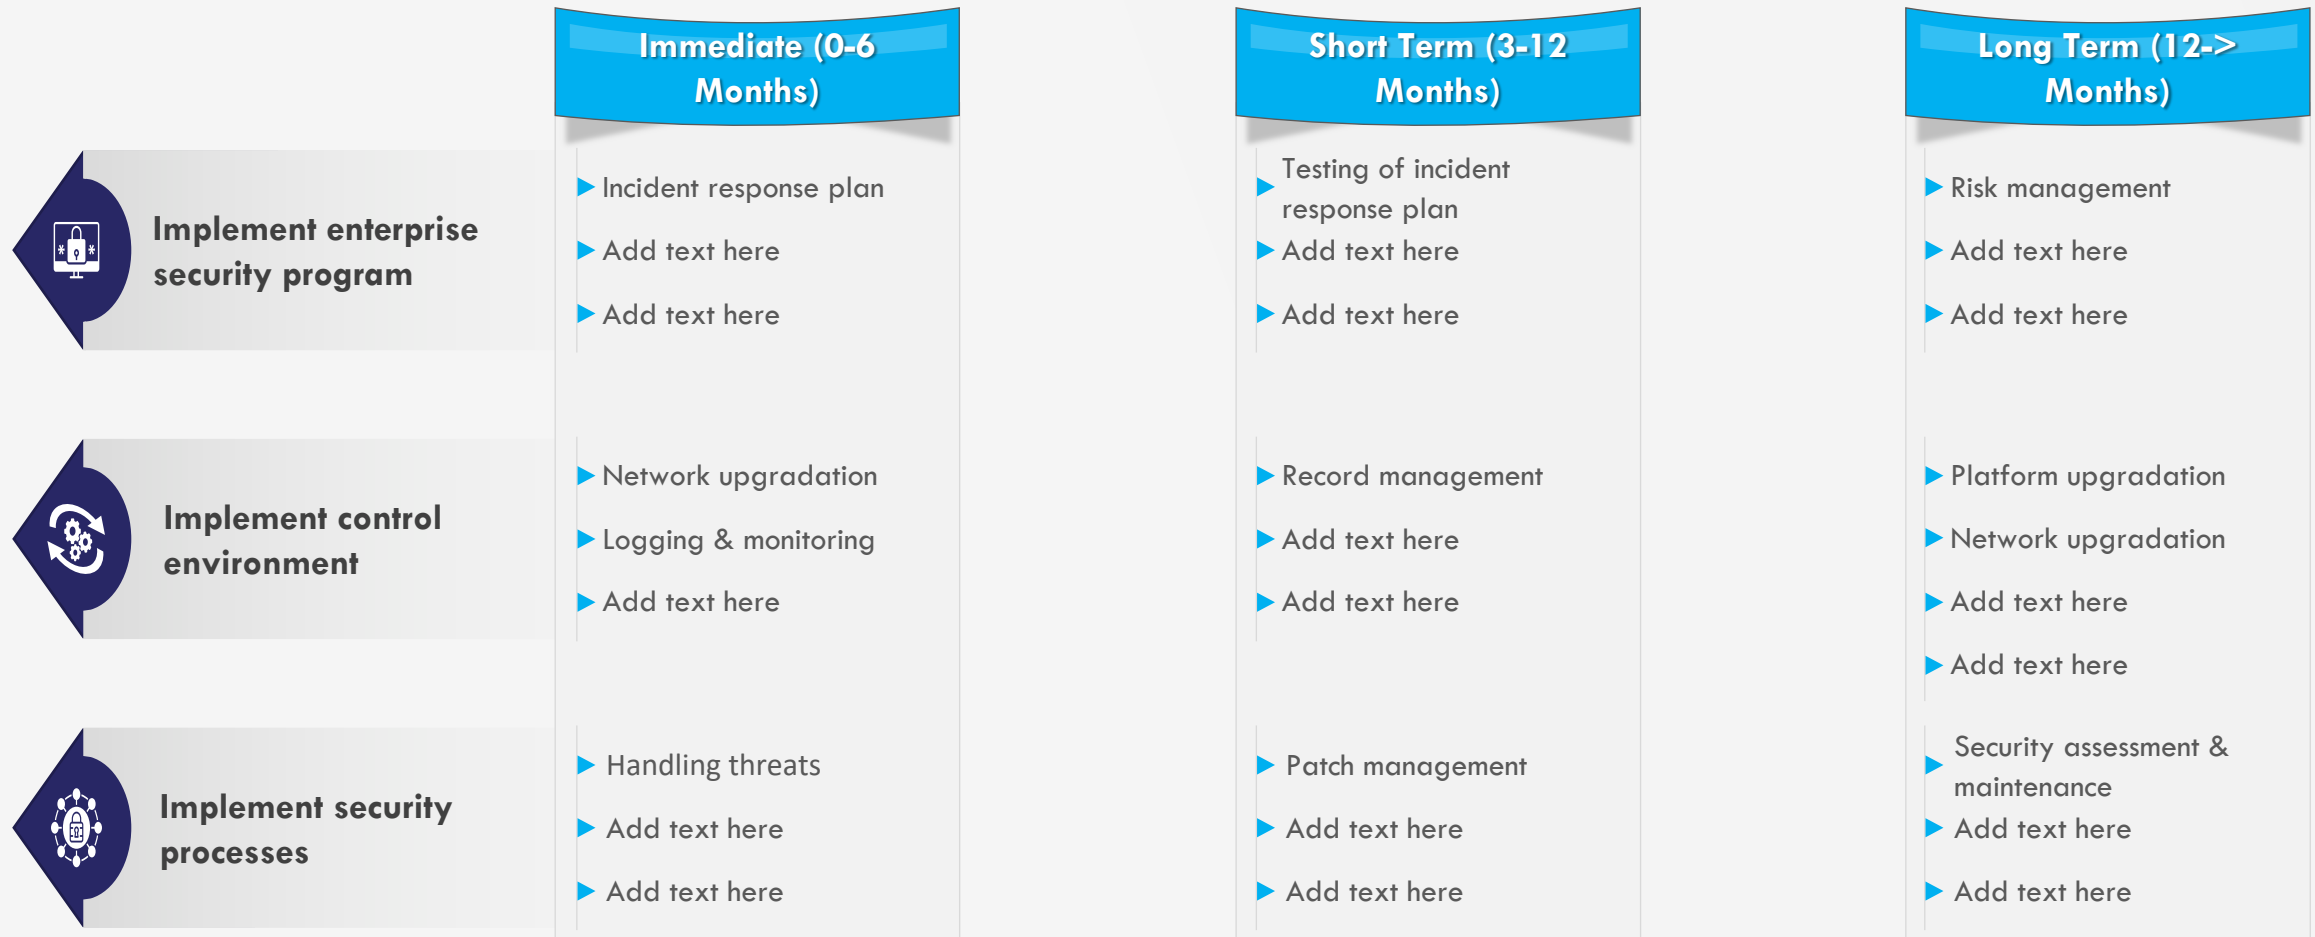 Immediate (0-6
Months)
Short Term (3-12
Months)
Long Term (12->
Months)
Implement enterprise
security program
Incident response plan
Add text here
Add text here
Testing of incident
response plan
Add text here
Add text here
Risk management
Add text here
Add text here
Implement control
environment
Network upgradation
Logging & monitoring
Add text here
Record management
Add text here
Add text here
Platform upgradation
Network upgradation
Add text here
Add text here
Implement security
processes
Handling threats
Add text here
Add text here
Patch management
Add text here
Add text here
Security assessment &
maintenance
Add text here
Add text here